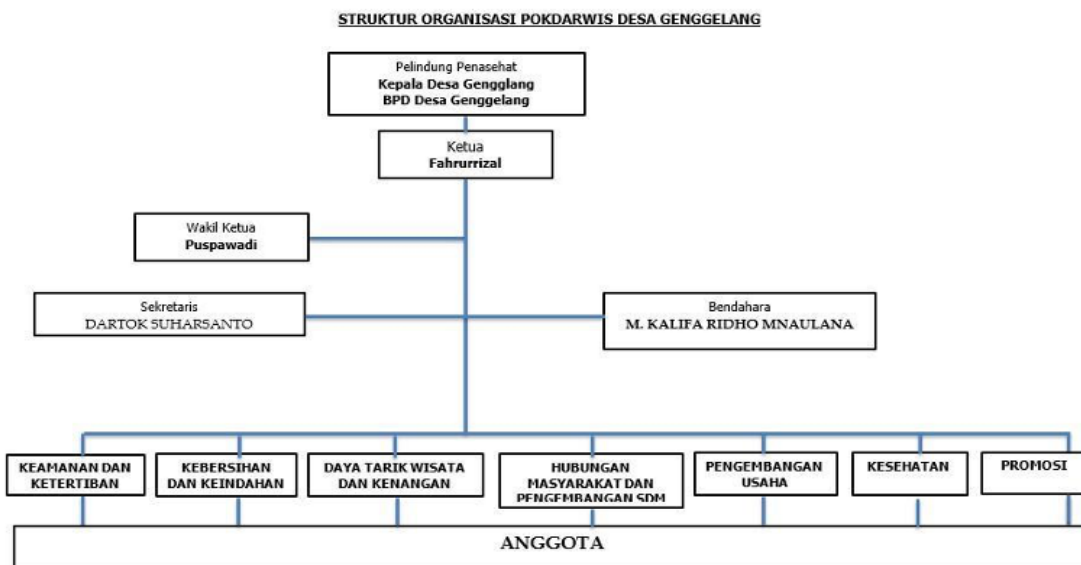 STRUKTUR ORGANISASI POKDARWIS DESA GENGGELANG
Pelindung Penasehat
Kepala Desa Gengglang
BPD Desa Genggelang
Ketua
Fahrurrizal
Wakil Ketua
Puspawadi
Sekretaris
DARTOK SUHARSANTO
Bendahara
M. KALIFA RIDHO MNAULANA
KEAMANAN DAN
KETERTIBAN
KEBERSIHAN
DAN KEINDAHAN
DAYA TARIK WISATA
DAN KENANGAN
HUBUNGAN
MASYARAKAT DAN
PENGEMBANGAN SDM
PENGEMBANGAN
USAHA
KESEHATAN
PROMOSI
ANGGOTA